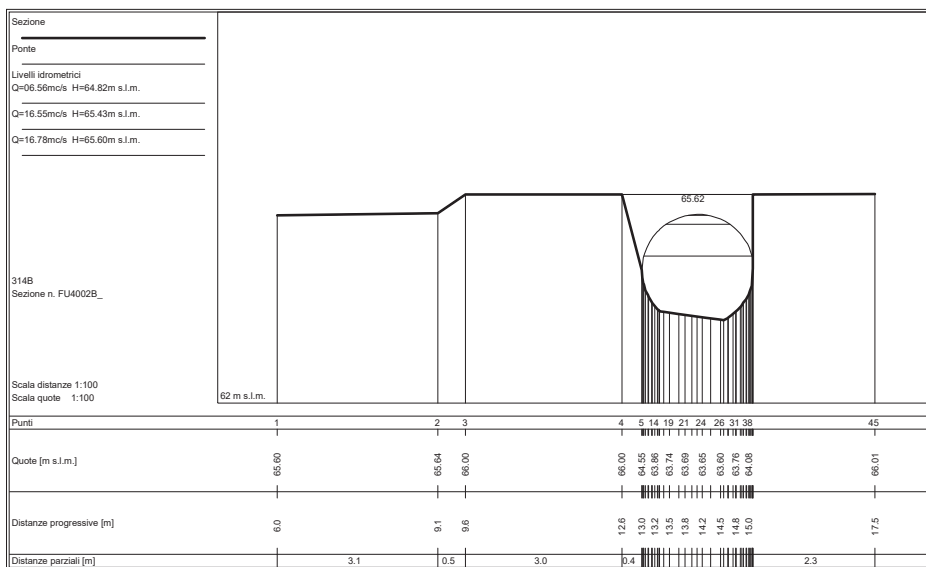 Sezione
Ponte
Livelli idrometrici
Q=06.56mc/s H=64.82m s.l.m.
Q=16.55mc/s H=65.43m s.l.m.
Q=16.78mc/s H=65.60m s.l.m.
65.62
314B
Sezione n. FU4002B_
Scala distanze 1:100
Scala quote 1:100
62 m s.l.m.
Punti 1 2 3 4 5 14 19 21 24 26 31 38 45
Quote [m s.l.m.] 65.60 65.64 66.00 66.00 64.55 63.86 63.74 63.69 63.65 63.60 63.76 64.08 66.01
Distanze progressive [m] 6.0 9.1 9.6 12.6 13.0 13.2 13.5 13.8 14.2 14.5 14.8 15.0 17.5
Distanze parziali [m] 3.1 0.5 3.0 0.4 2.3